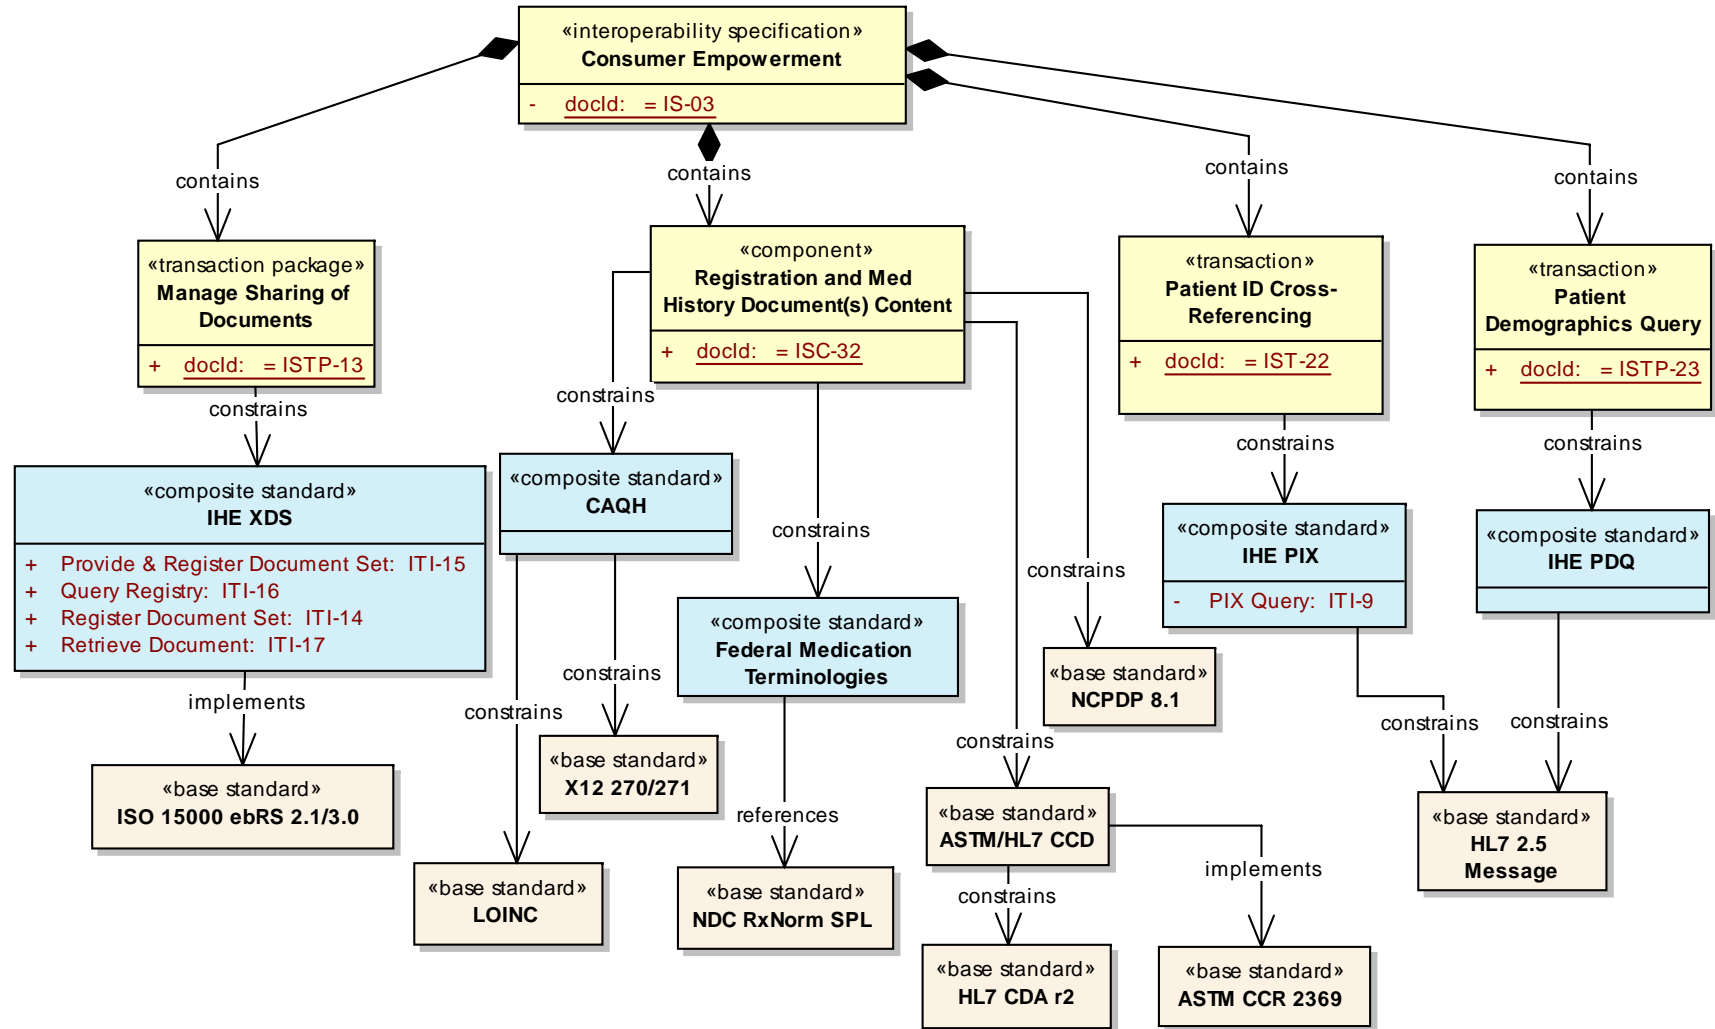 «interoperability specification»
Consumer Empowerment
- docId: = IS-03
contains
contains
contains
contains
«transaction package»
Manage Sharing of
Documents
+ docId: = ISTP-13
«component»
Registration and Med
History Document(s) Content
+ docId: = ISC-32
«transaction»
Patient ID Cross-
Referencing
+ docId: = IST-22
«transaction»
Patient
Demographics Query
+ docId: = ISTP-23
constrains
constrains
constrains
constrains
constrains
constrains
constrains
«composite standard»
IHE XDS
+ Provide & Register Document Set: ITI-15
+ Query Registry: ITI-16
+ Register Document Set: ITI-14
+ Retrieve Document: ITI-17
«composite standard»
CAQH
«composite standard»
Federal Medication
Terminologies
«composite standard»
IHE PIX
- PIX Query: ITI-9
«composite standard»
IHE PDQ
implements
constrains
constrains
references
constrains
constrains
«base standard»
NCPDP 8.1
«base standard»
ISO 15000 ebRS 2.1/3.0
«base standard»
X12 270/271
«base standard»
LOINC
«base standard»
NDC RxNorm SPL
«base standard»
ASTM/HL7 CCD
«base standard»
HL7 2.5
Message
constrains
implements
«base standard»
HL7 CDA r2
«base standard»
ASTM CCR 2369